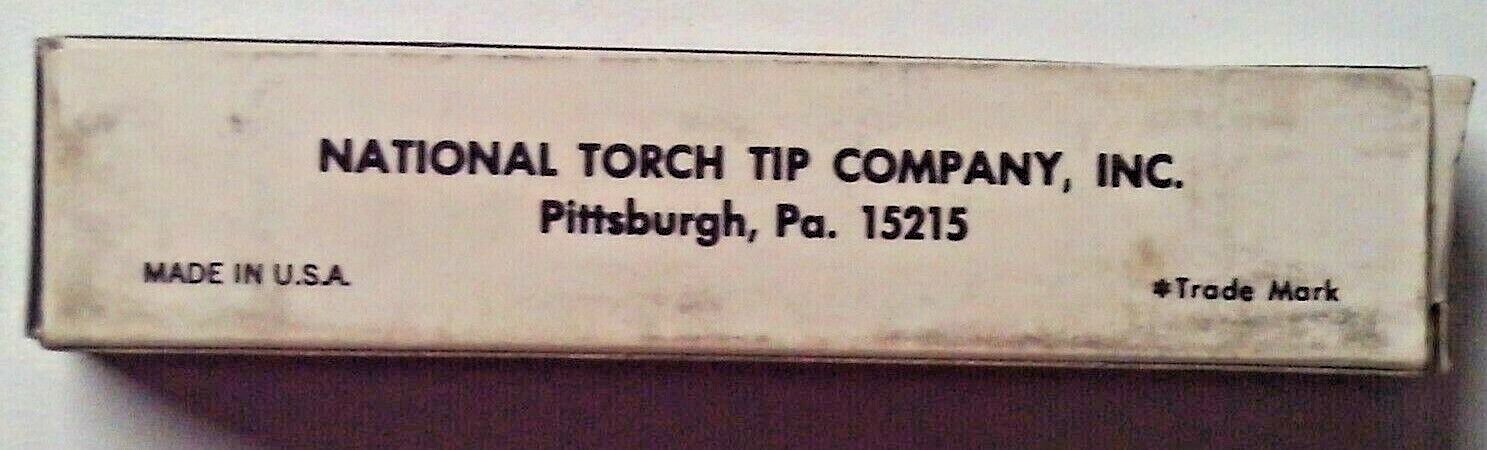 NATIONAL TORCH TIP COMPANY, INC.
Pittsburgh, Pa. 15215
MADE IN U.S.A.
*Trade Mark